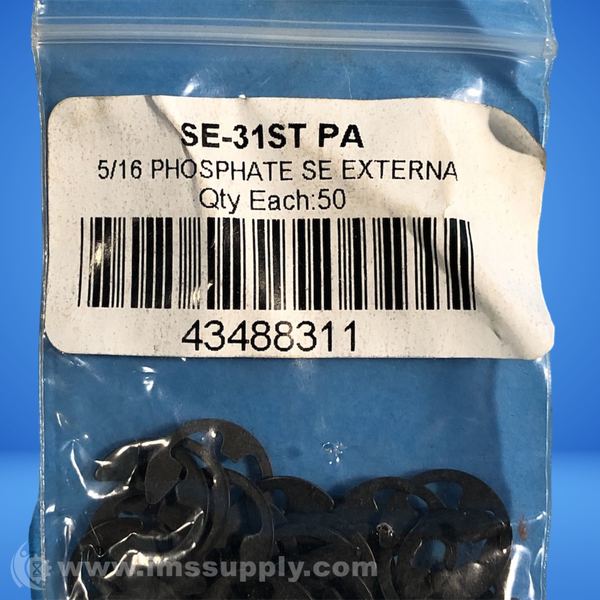 SE-31ST PA
5/16 PHOSPHATE SE EXTERNA
Qty Each:50
43488311
www.imssupply.com